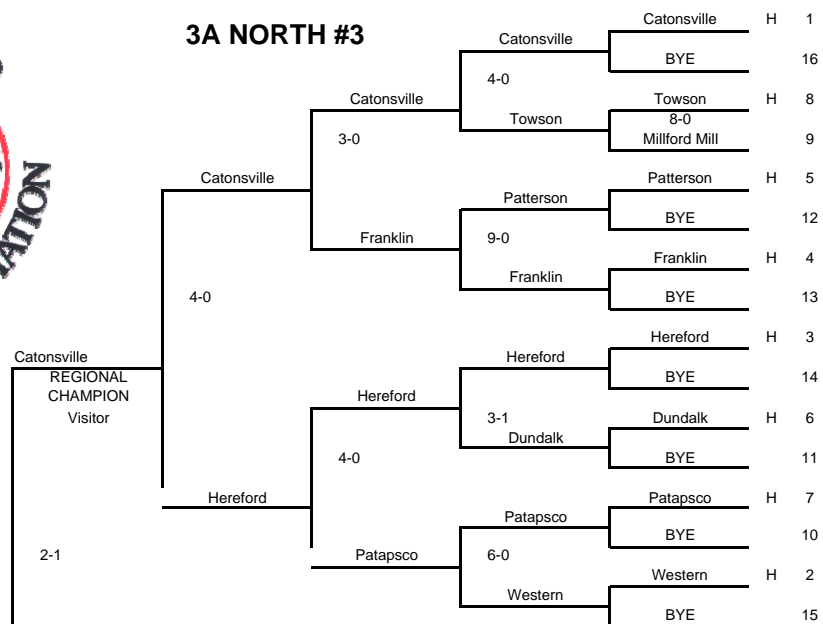 3A NORTH #3
Catonsville H 1
Catonsville
BYE 16
4-0
Catonsville
Towson H 8
Towson
8-0
3-0
Millford Mill 9
Catonsville
Patterson H 5
Patterson
BYE 12
Franklin
9-0
Franklin H 4
Franklin
4-0
BYE 13
Hereford H 3
Catonsville
Hereford
REGIONAL
CHAMPION
BYE 14
Hereford
Visitor
3-1
Dundalk H 6
Dundalk
4-0
BYE 11
Hereford
Patapsco H 7
Patapsco
BYE 10
2-1
Patapsco
6-0
Western H 2
Western
BYE 15